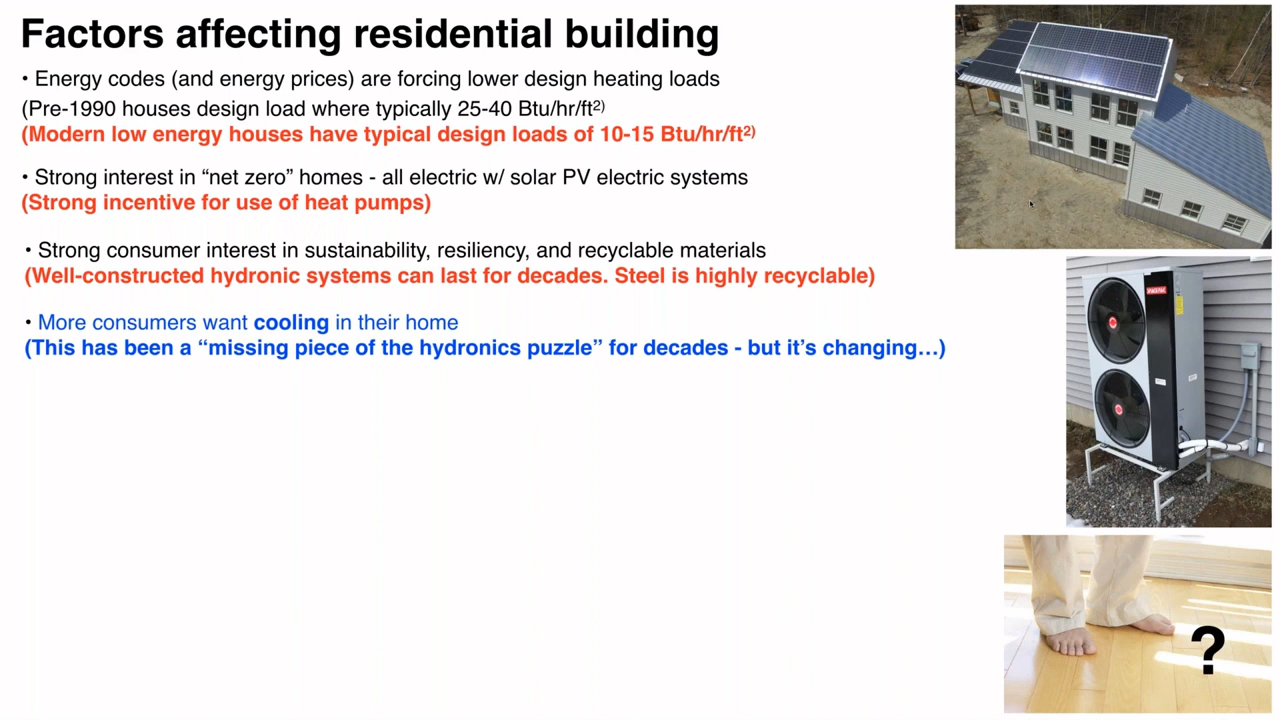 Factors affecting residential building
• Energy codes (and energy prices) are forcing lower design heating loads
(Pre-1990 houses design load where typically 25-40 Btu/hr/ft²)
(Modern low energy houses have typical design loads of 10-15 Btu/hr/ft²)
• Strong interest in “net zero” homes - all electric w/ solar PV electric systems
(Strong incentive for use of heat pumps)
• Strong consumer interest in sustainability, resiliency, and recyclable materials
(Well-constructed hydronic systems can last for decades. Steel is highly recyclable)
• More consumers want cooling in their home
(This has been a “missing piece of the hydronics puzzle” for decades - but it’s changing…)
?